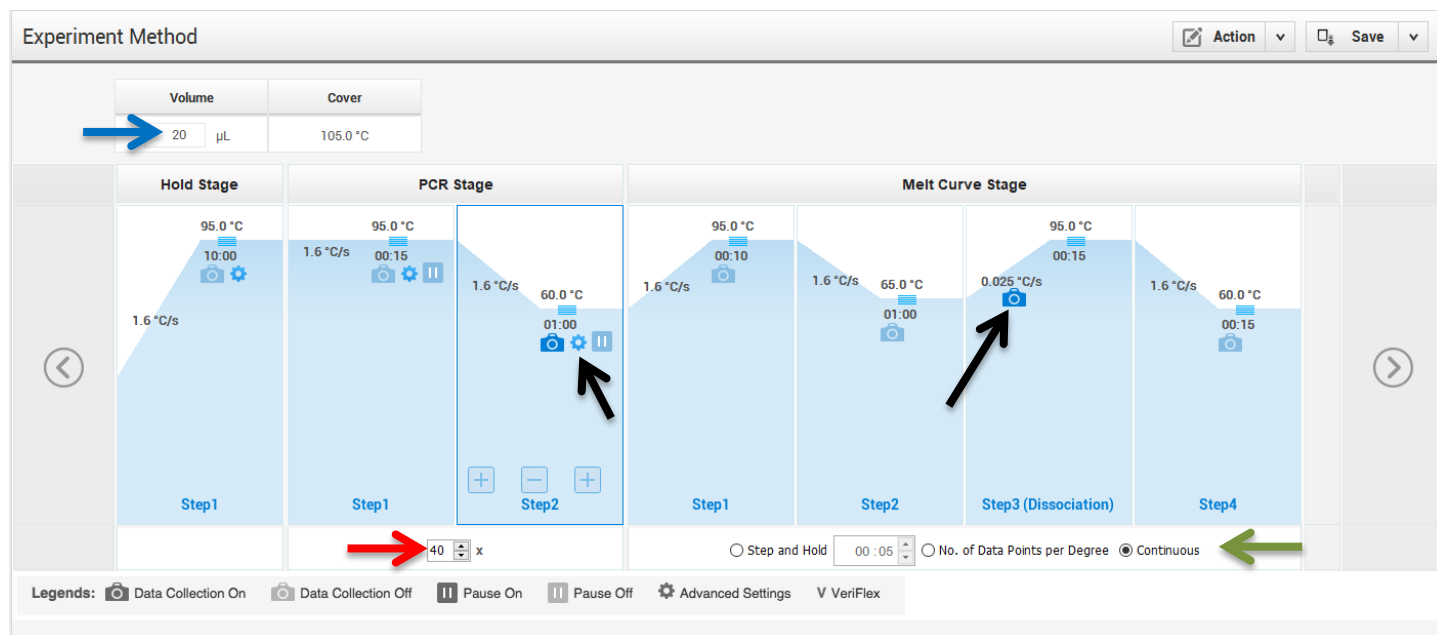 Experiment Method
Action
Save
Volume Cover
20 µL 105.0 °C
Hold Stage PCR Stage Melt Curve Stage
95.0 °C
10:00
1.6 °C/s
Step1
95.0 °C
1.6 °C/s
00:15
Step1
1.6 °C/s
60.0 °C
01:00
Step2
95.0 °C
00:10
1.6 °C/s
Step1
1.6 °C/s
65.0 °C
01:00
Step2
95.0 °C
00:15
0.025 °C/s
Step3 (Dissociation)
1.6 °C/s
60.0 °C
00:15
Step4
40 x
Step and Hold 00 : 05 No. of Data Points per Degree Continuous
Legends: Data Collection On Data Collection Off Pause On Pause Off Advanced Settings V VeriFlex